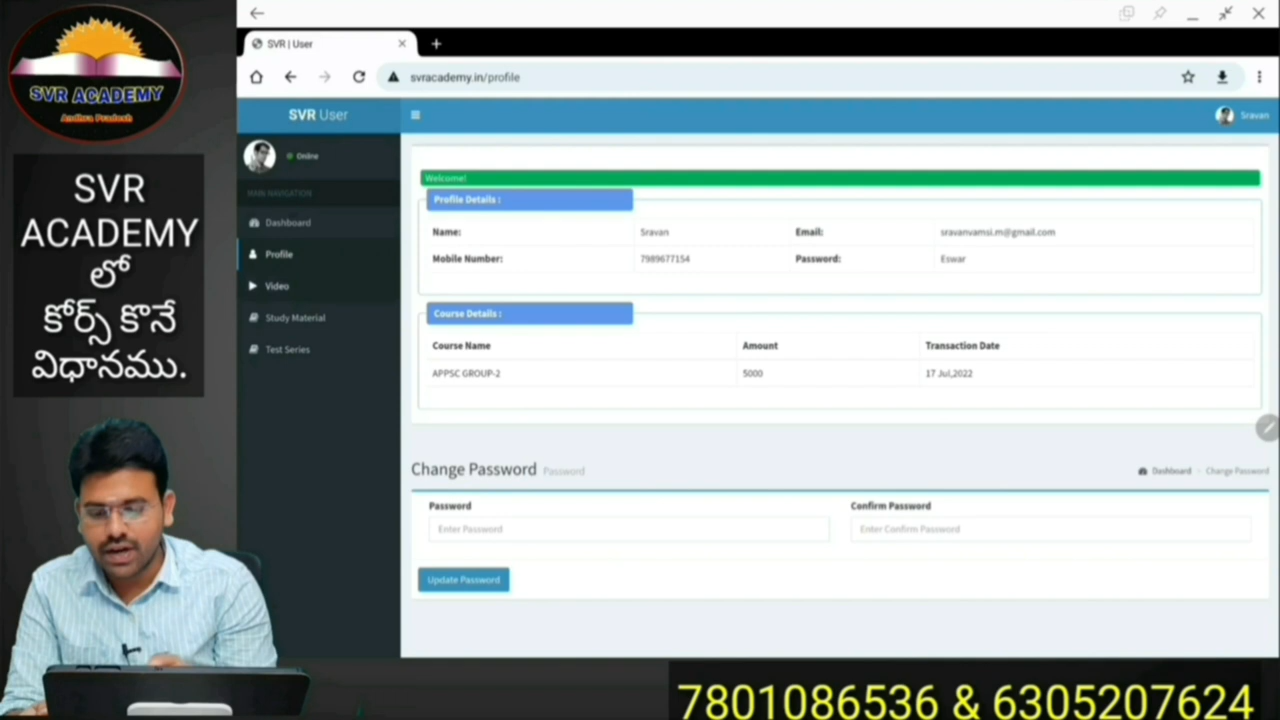 SVR ACADEMY
Andhra Pradesh
SVR
ACADEMY
లో
కోర్స్ కొనే
విధానము.
SVR | User
svracademy.in/profile
SVR User
Sravan
Online
MAIN NAVIGATION
Dashboard
Profile
Video
Study Material
Test Series
Welcome!
Profile Details :
Name: Sravan Email: sravanvamsi.m@gmail.com
Mobile Number: 7989677154 Password: Eswar
Course Details :
Course Name Amount Transaction Date
APPSC GROUP-2 5000 17 Jul,2022
Change Password Password
Dashboard Change Password
Password Confirm Password
Enter Password Enter Confirm Password
Update Password
7801086536 & 6305207624